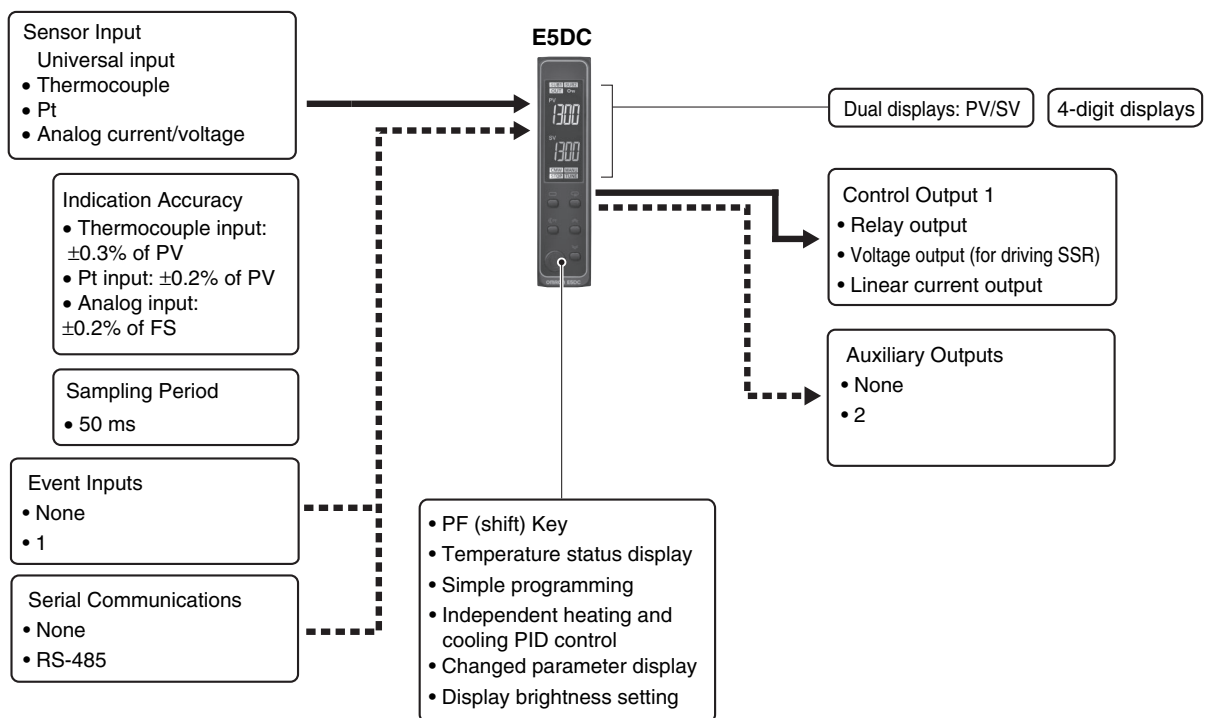 Sensor Input
Universal input
• Thermocouple
• Pt
• Analog current/voltage
Indication Accuracy
• Thermocouple input:
±0.3% of PV
• Pt input: ±0.2% of PV
• Analog input:
±0.2% of FS
Sampling Period
• 50 ms
Event Inputs
• None
• 1
Serial Communications
• None
• RS-485
E5DC
PV
1300
SV
1300
Dual displays: PV/SV
4-digit displays
Control Output 1
• Relay output
• Voltage output (for driving SSR)
• Linear current output
Auxiliary Outputs
• None
• 2
• PF (shift) Key
• Temperature status display
• Simple programming
• Independent heating and
cooling PID control
• Changed parameter display
• Display brightness setting